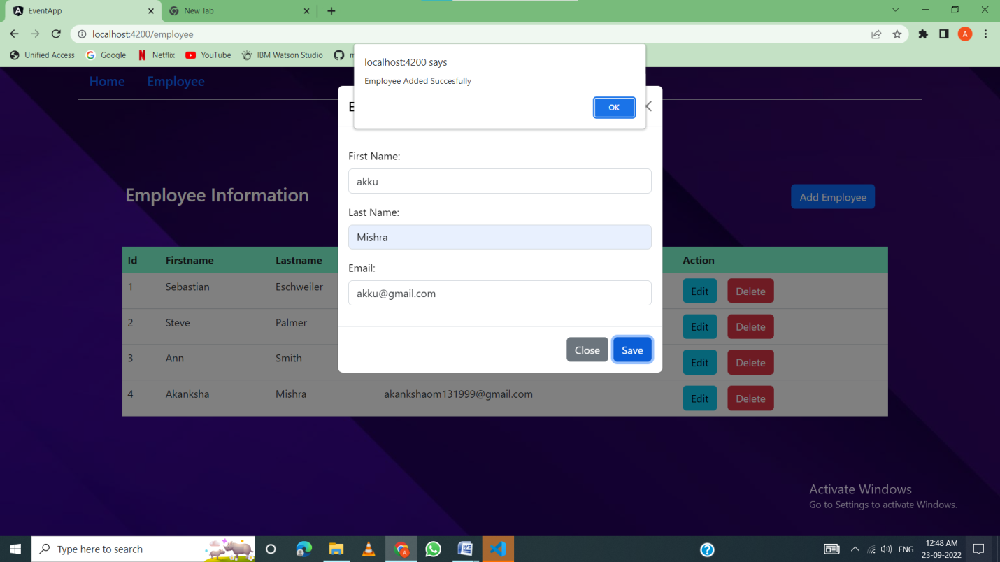 EventApp
New Tab
localhost:4200/employee
A
Unified Access
Google
Netflix
YouTube
IBM Watson Studio
localhost:4200 says
Employee Added Succesfully
OK
Home Employee
First Name:
akku
Last Name:
Mishra
Email:
akku@gmail.com
Close Save
Employee Information
Add Employee
Id Firstname Lastname Action
1 Sebastian Eschweiler Edit Delete
2 Steve Palmer Edit Delete
3 Ann Smith Edit Delete
4 Akanksha Mishra akankshaom131999@gmail.com Edit Delete
Activate Windows
Go to Settings to activate Windows.
Type here to search
ENG
12:48 AM
23-09-2022